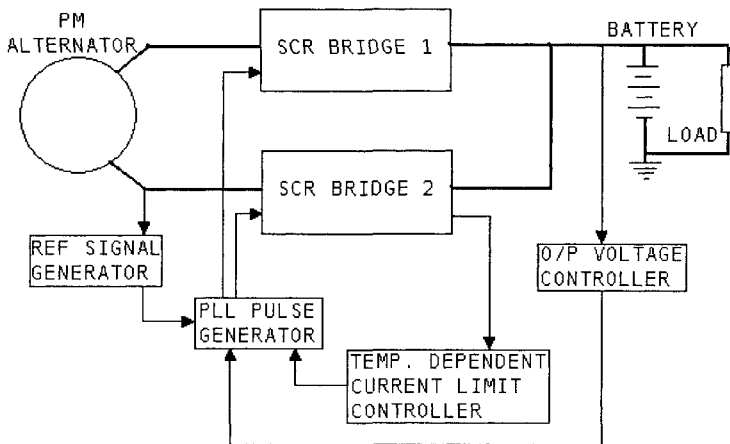 PM
ALTERNATOR
SCR BRIDGE 1
BATTERY
LOAD
SCR BRIDGE 2
REF SIGNAL
GENERATOR
O/P VOLTAGE
CONTROLLER
PLL PULSE
GENERATOR
TEMP. DEPENDENT
CURRENT LIMIT
CONTROLLER